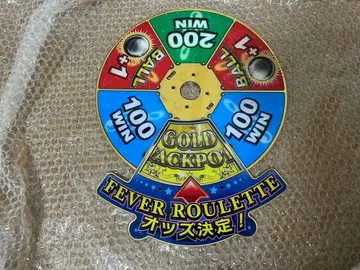 200
WIN
BALL
+1
BALL
+1
100
WIN
100
WIN
GOLD
JACKPOT
FEVER ROULETTE
オッズ決定!